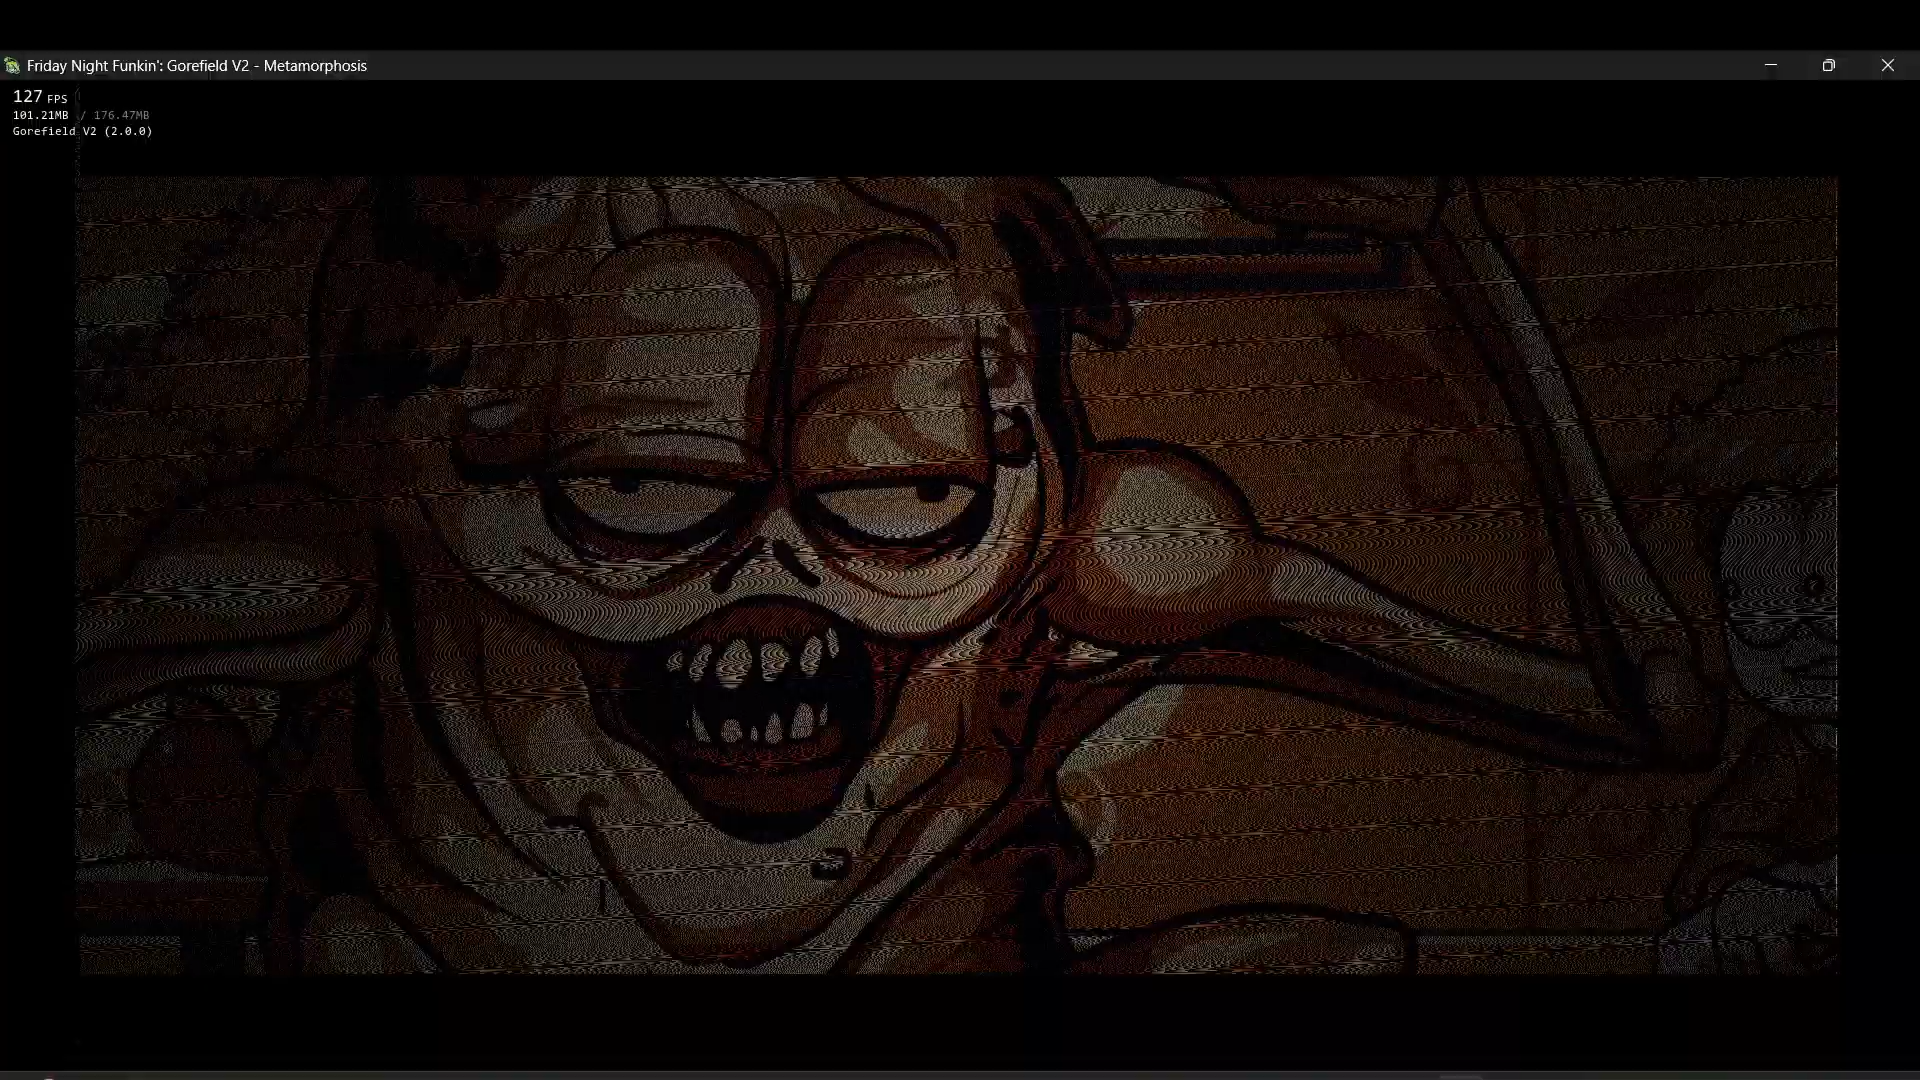 Friday Night Funkin': Gorefield V2 - Metamorphosis
127 FPS
101.21MB / 176.47MB
Gorefield V2 (2.0.0)